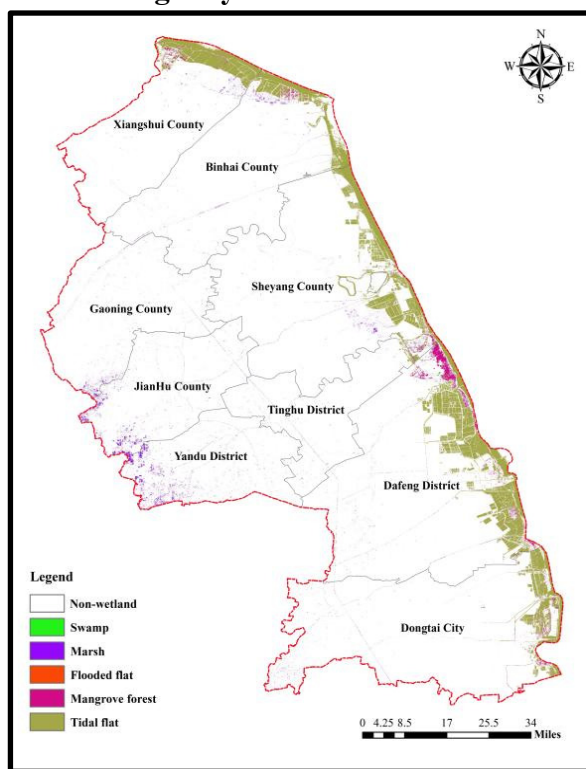 N
W E
S
Xiangshui County
Binhai County
Sheyang County
Gaoning County
JianHu County
Tinghu District
Yandu District
Dafeng District
Dongtai City
Legend
Non-wetland
Swamp
Marsh
Flooded flat
Mangrove forest
Tidal flat
0 4.25 8.5 17 25.5 34
Miles